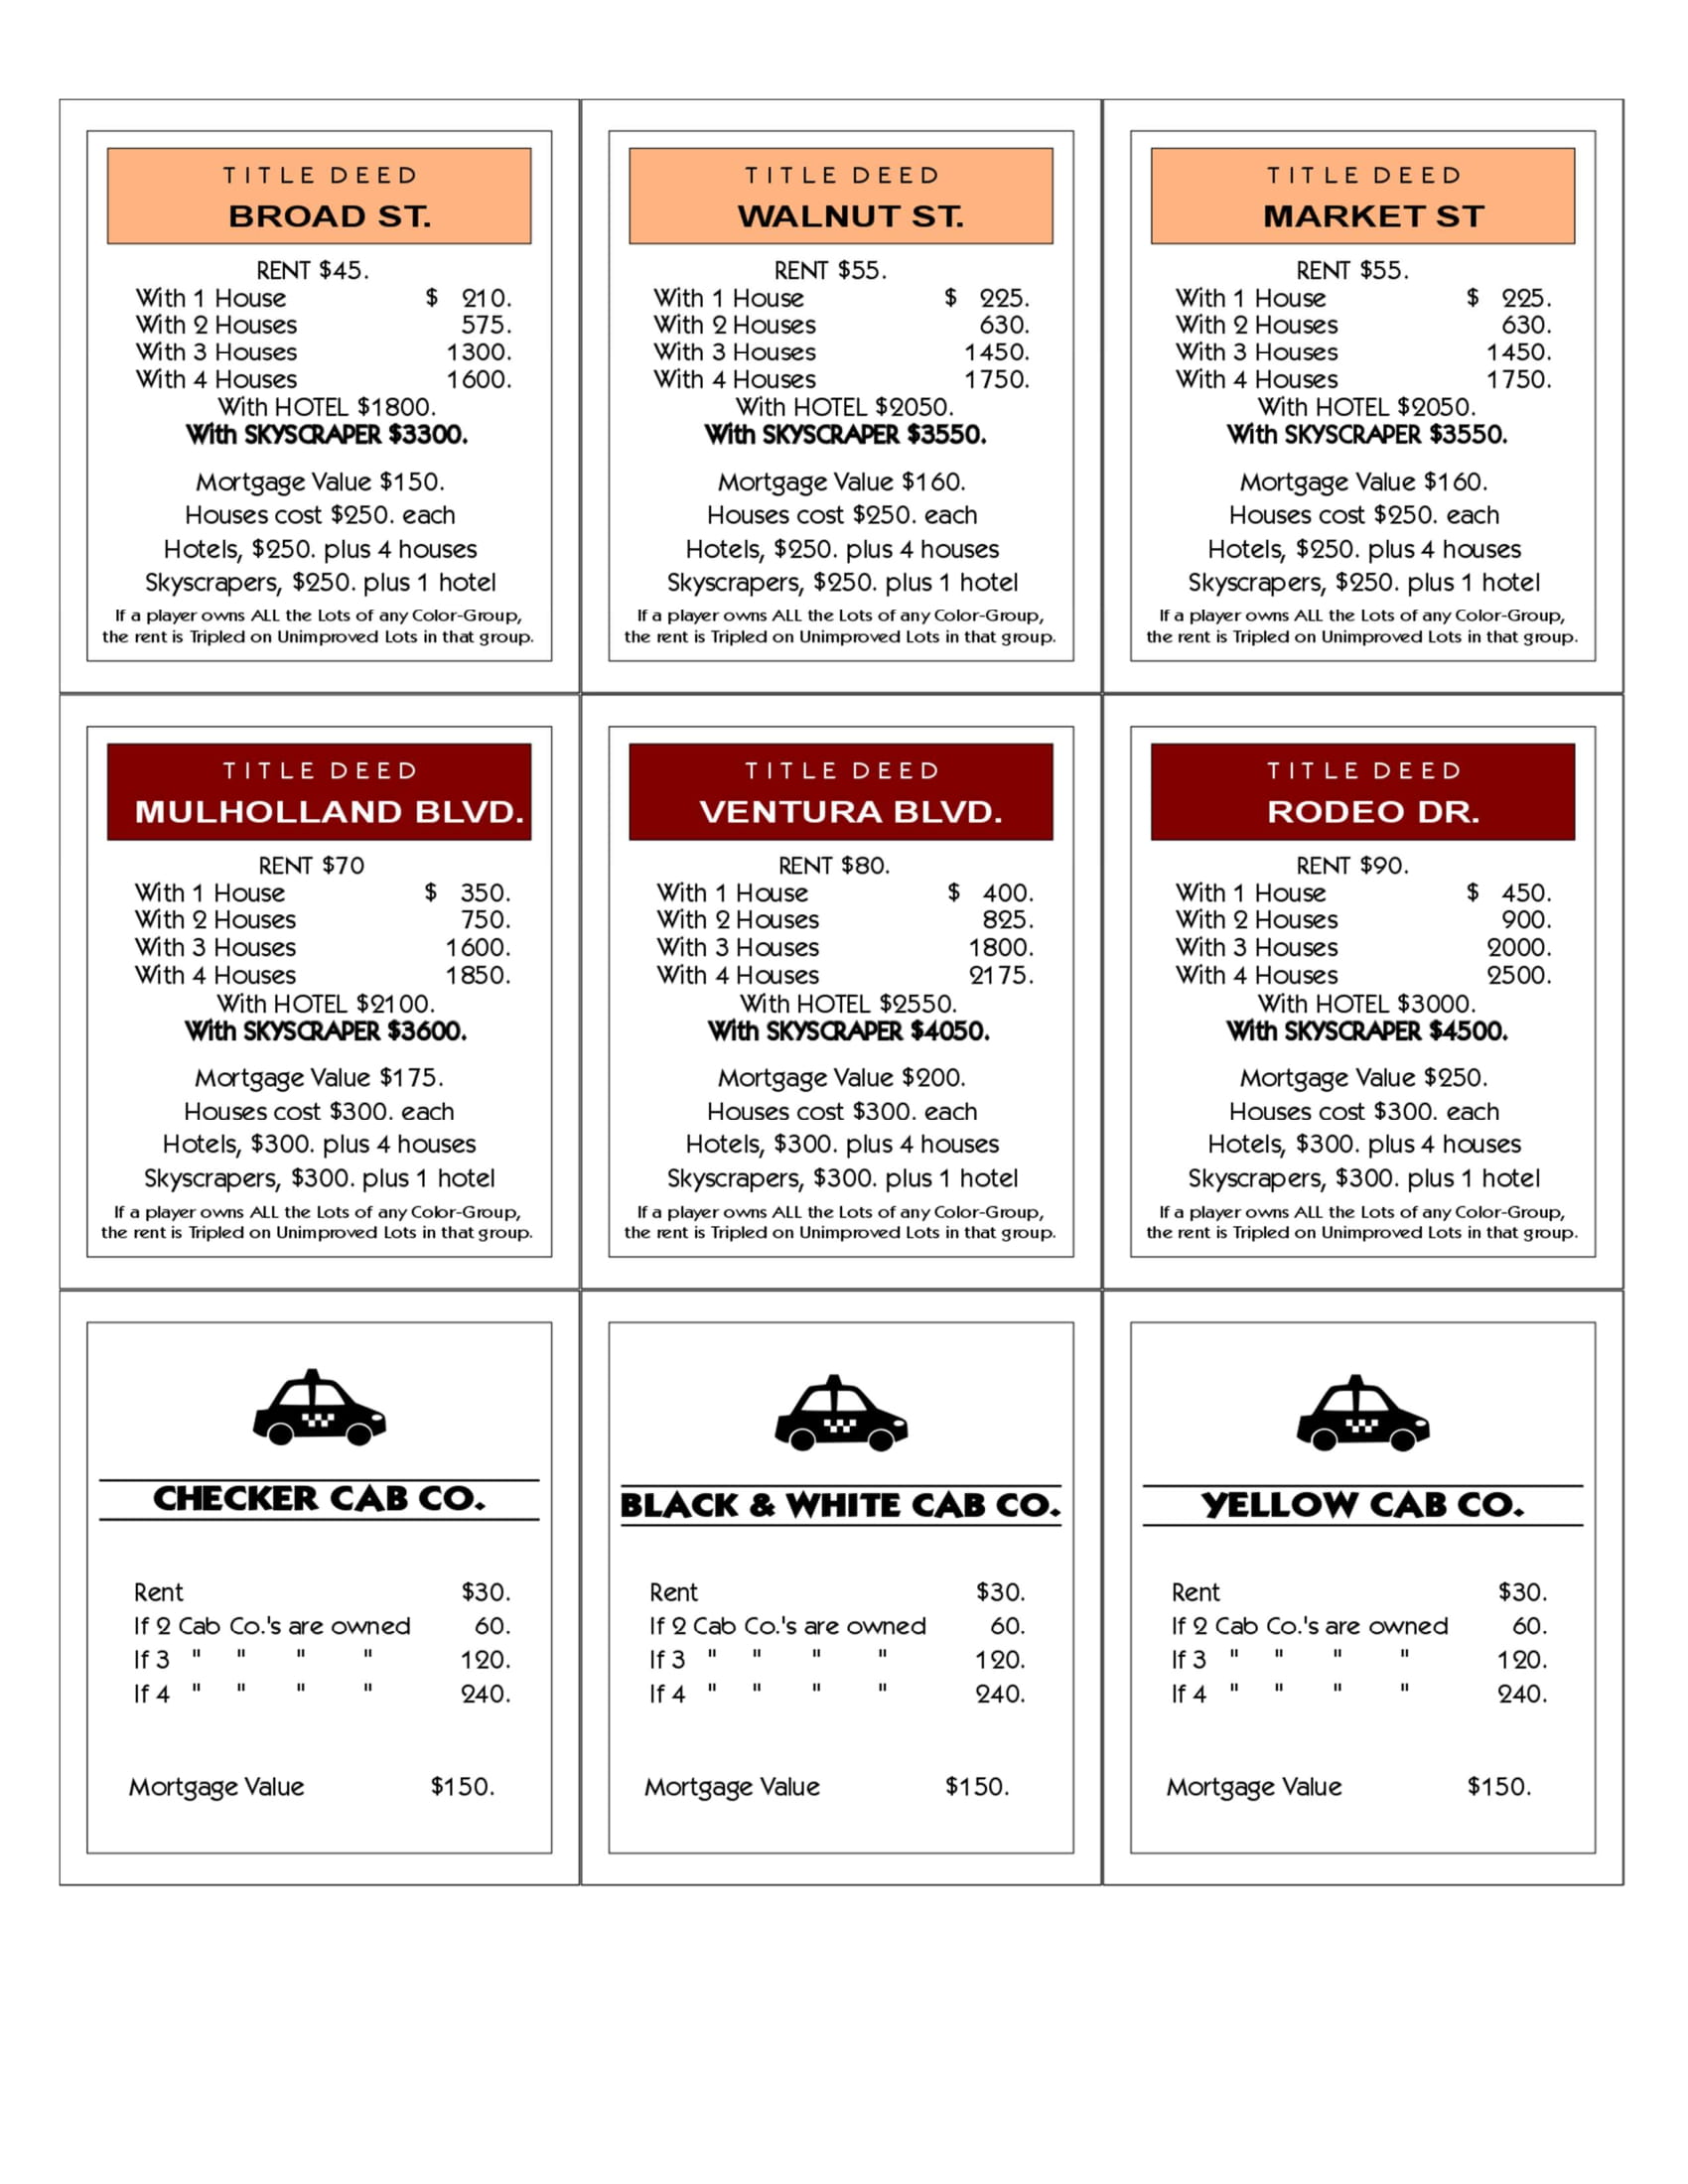 TITLE DEED
BROAD ST.
RENT $45.
With 1 House $ 210.
With 2 Houses 575.
With 3 Houses 1300.
With 4 Houses 1600.
With HOTEL $1800.
With SKYSCRAPER $3300.
Mortgage Value $150.
Houses cost $250. each
Hotels, $250. plus 4 houses
Skyscrapers, $250. plus 1 hotel
If a player owns ALL the Lots of any Color-Group,
the rent is Tripled on Unimproved Lots in that group.
TITLE DEED
WALNUT ST.
RENT $55.
With 1 House $ 225.
With 2 Houses 630.
With 3 Houses 1450.
With 4 Houses 1750.
With HOTEL $2050.
With SKYSCRAPER $3550.
Mortgage Value $160.
Houses cost $250. each
Hotels, $250. plus 4 houses
Skyscrapers, $250. plus 1 hotel
If a player owns ALL the Lots of any Color-Group,
the rent is Tripled on Unimproved Lots in that group.
TITLE DEED
MARKET ST
RENT $55.
With 1 House $ 225.
With 2 Houses 630.
With 3 Houses 1450.
With 4 Houses 1750.
With HOTEL $2050.
With SKYSCRAPER $3550.
Mortgage Value $160.
Houses cost $250. each
Hotels, $250. plus 4 houses
Skyscrapers, $250. plus 1 hotel
If a player owns ALL the Lots of any Color-Group,
the rent is Tripled on Unimproved Lots in that group.
TITLE DEED
MULHOLLAND BLVD.
RENT $70
With 1 House $ 350.
With 2 Houses 750.
With 3 Houses 1600.
With 4 Houses 1850.
With HOTEL $2100.
With SKYSCRAPER $3600.
Mortgage Value $175.
Houses cost $300. each
Hotels, $300. plus 4 houses
Skyscrapers, $300. plus 1 hotel
If a player owns ALL the Lots of any Color-Group,
the rent is Tripled on Unimproved Lots in that group.
TITLE DEED
VENTURA BLVD.
RENT $80.
With 1 House $ 400.
With 2 Houses 825.
With 3 Houses 1800.
With 4 Houses 2175.
With HOTEL $2550.
With SKYSCRAPER $4050.
Mortgage Value $200.
Houses cost $300. each
Hotels, $300. plus 4 houses
Skyscrapers, $300. plus 1 hotel
If a player owns ALL the Lots of any Color-Group,
the rent is Tripled on Unimproved Lots in that group.
TITLE DEED
RODEO DR.
RENT $90.
With 1 House $ 450.
With 2 Houses 900.
With 3 Houses 2000.
With 4 Houses 2500.
With HOTEL $3000.
With SKYSCRAPER $4500.
Mortgage Value $250.
Houses cost $300. each
Hotels, $300. plus 4 houses
Skyscrapers, $300. plus 1 hotel
If a player owns ALL the Lots of any Color-Group,
the rent is Tripled on Unimproved Lots in that group.
CHECKER CAB CO.
Rent $30.
If 2 Cab Co.'s are owned 60.
If 3 " " " " 120.
If 4 " " " " 240.
Mortgage Value $150.
BLACK & WHITE CAB CO.
Rent $30.
If 2 Cab Co.'s are owned 60.
If 3 " " " " 120.
If 4 " " " " 240.
Mortgage Value $150.
YELLOW CAB CO.
Rent $30.
If 2 Cab Co.'s are owned 60.
If 3 " " " " 120.
If 4 " " " " 240.
Mortgage Value $150.